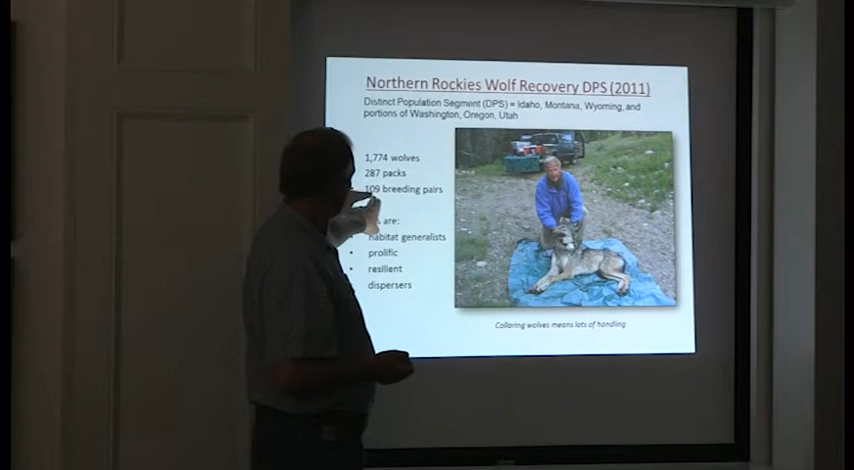 Northern Rockies Wolf Recovery DPS (2011)
Distinct Population Segment (DPS) = Idaho, Montana, Wyoming, and
portions of Washington, Oregon, Utah
1,774 wolves
287 packs
109 breeding pairs
are:
• habitat generalists
• prolific
• resilient
dispersers
Collaring wolves means lots of handling